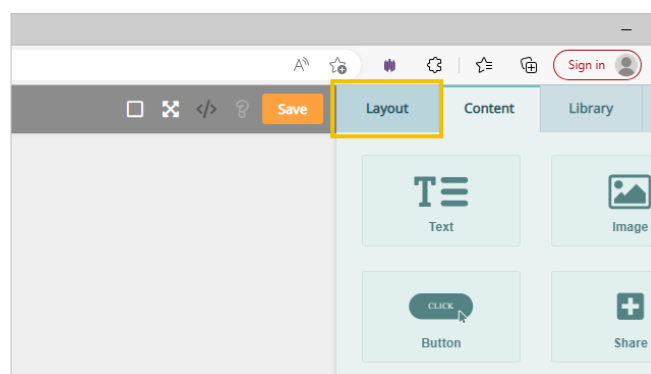 A
Sign in
</>
?
Save
Layout
Content
Library
T
Text
Image
CLICK
Button
Share